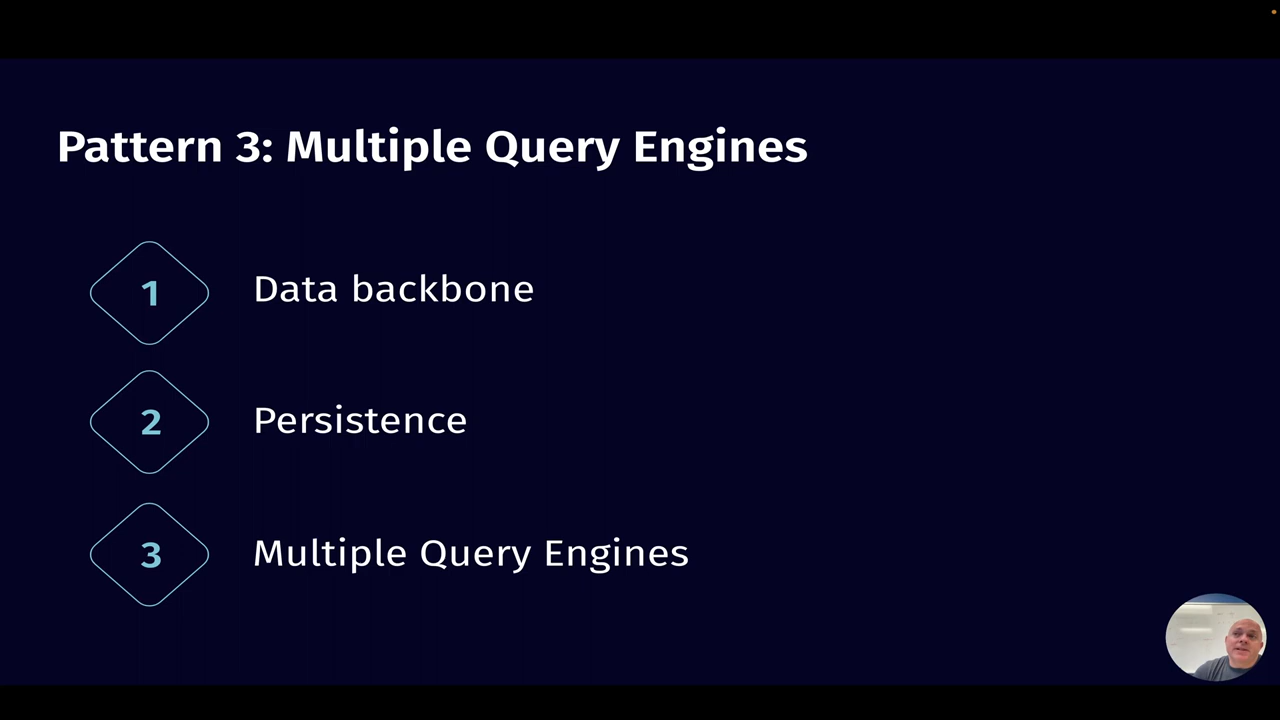 Pattern 3: Multiple Query Engines
1
Data backbone
2
Persistence
3
Multiple Query Engines